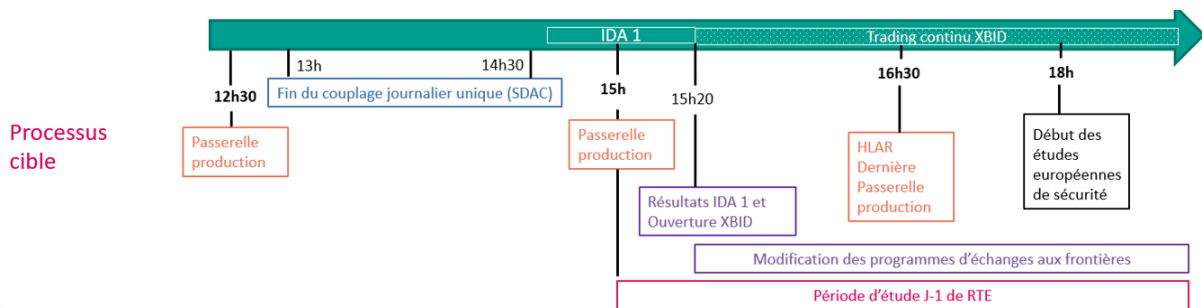 IDA 1
Trading continu XBID
13h
14h30
12h30
15h
15h20
16h30
18h
Fin du couplage journalier unique (SDAC)
Processus
cible
Passerelle
production
Passerelle
production
HLAR
Dernière
Passerelle
production
Début des
études
européennes
de sécurité
Résultats IDA 1 et
Ouverture XBID
Modification des programmes d'échanges aux frontières
Période d'étude J-1 de RTE